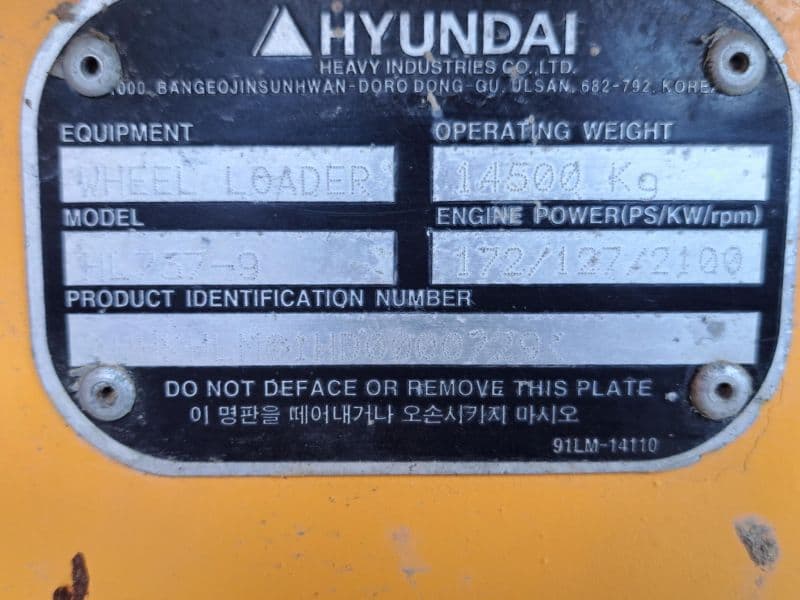 HYUNDAI
HEAVY INDUSTRIES CO., LTD.
1000, BANGEOJINSUNHWAN-DORO DONG-GU, ULSAN, 682-792, KOREA
EQUIPMENT
OPERATING WEIGHT
WHEEL LOADER
14500 Kg
MODEL
ENGINE POWER(PS/KW/rpm)
HL757-9
172/127/2100
PRODUCT IDENTIFICATION NUMBER
DO NOT DEFACE OR REMOVE THIS PLATE.
이 명판을 떼어내거나 오손시키지 마시오
91LM-14110